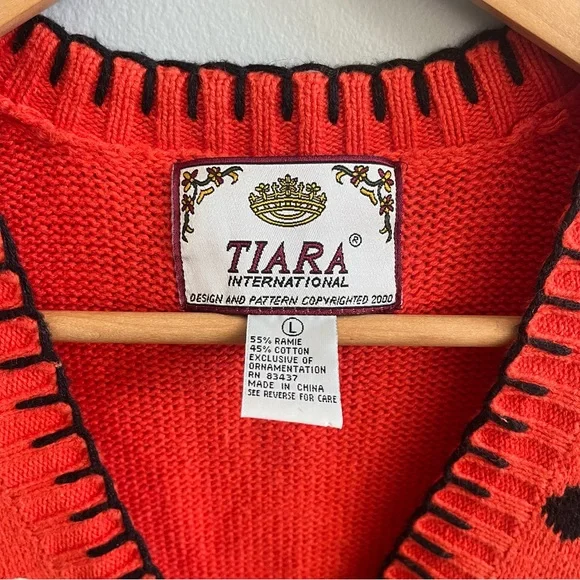 TIARA ®
INTERNATIONAL
DESIGN AND PATTERN COPYRIGHTED 2000
L
55% RAMIE
45% COTTON
EXCLUSIVE OF
ORNAMENTATION
RN 83437
MADE IN CHINA
SEE REVERSE FOR CARE